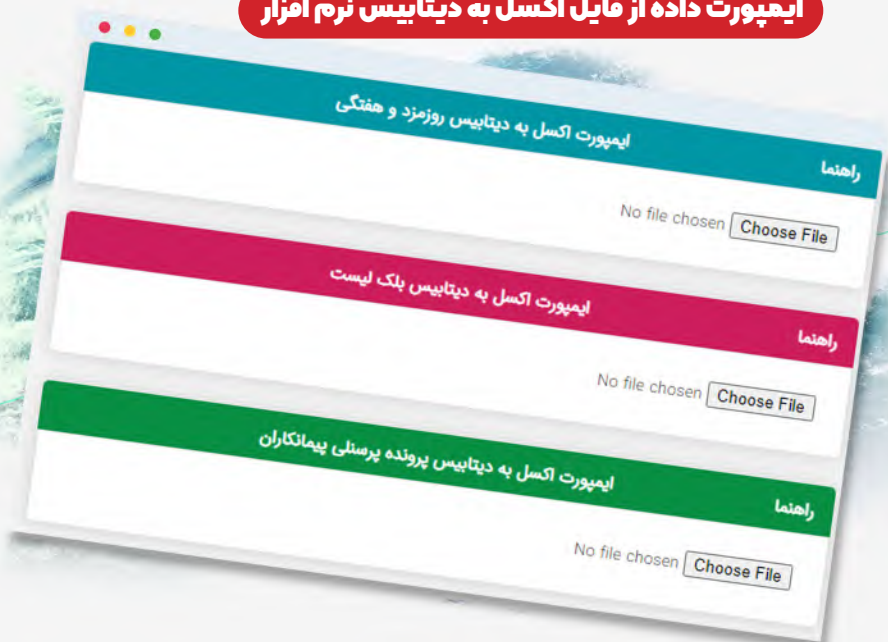 ایمپورت داده از فایل اکسل به دیتابیس نرم افزار
راهنما ایمپورت اکسل به دیتابیس روزمزد و هفتگی
Choose File No file chosen
راهنما ایمپورت اکسل به دیتابیس بلک لیست
Choose File No file chosen
راهنما ایمپورت اکسل به دیتابیس پرونده پرسنلی پیمانکاران
Choose File No file chosen